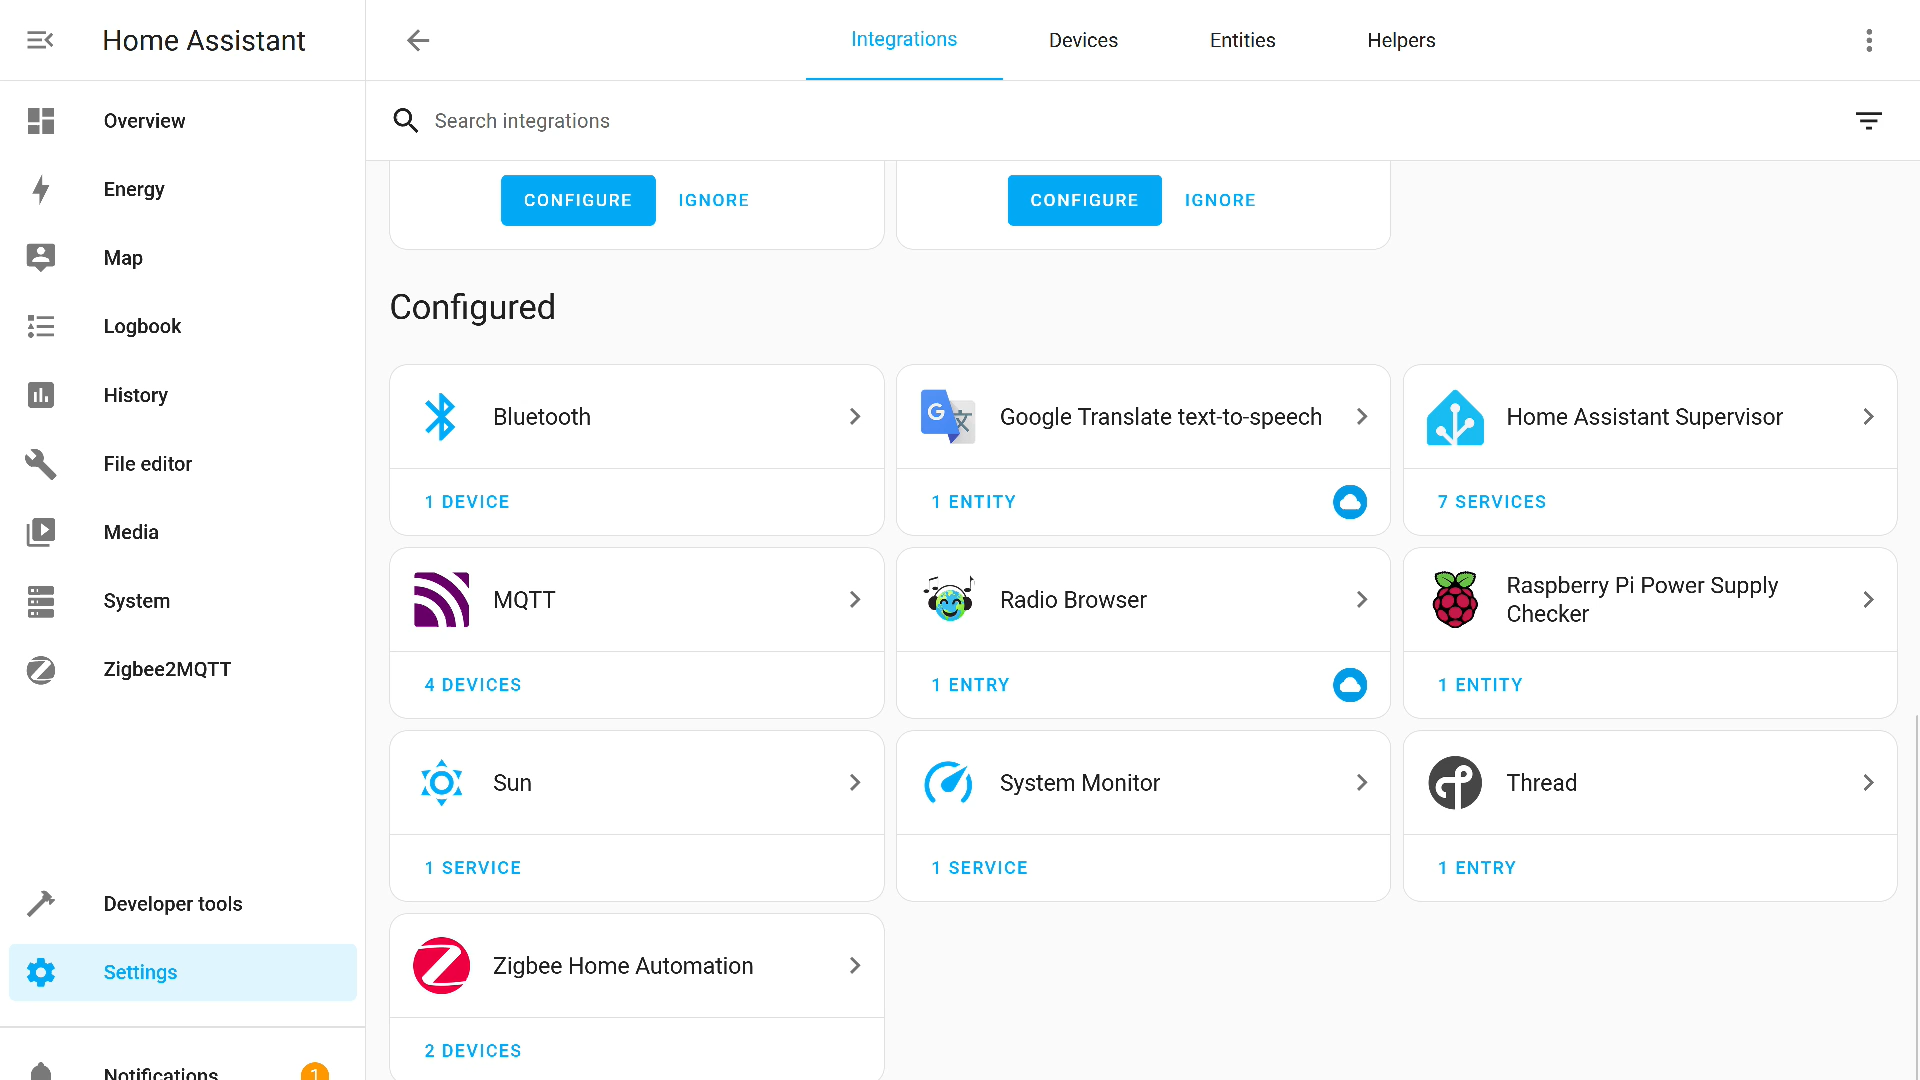 Home Assistant
Integrations
Devices
Entities
Helpers
Search integrations
Overview
Energy
Map
Logbook
History
File editor
Media
System
Zigbee2MQTT
Developer tools
Settings
Notifications
1
CONFIGURE
IGNORE
CONFIGURE
IGNORE
Configured
Bluetooth
1 DEVICE
G
Google Translate text-to-speech
1 ENTITY
Home Assistant Supervisor
7 SERVICES
MQTT
4 DEVICES
Radio Browser
1 ENTRY
Raspberry Pi Power Supply
Checker
1 ENTITY
Sun
1 SERVICE
System Monitor
1 SERVICE
Thread
1 ENTRY
Zigbee Home Automation
2 DEVICES